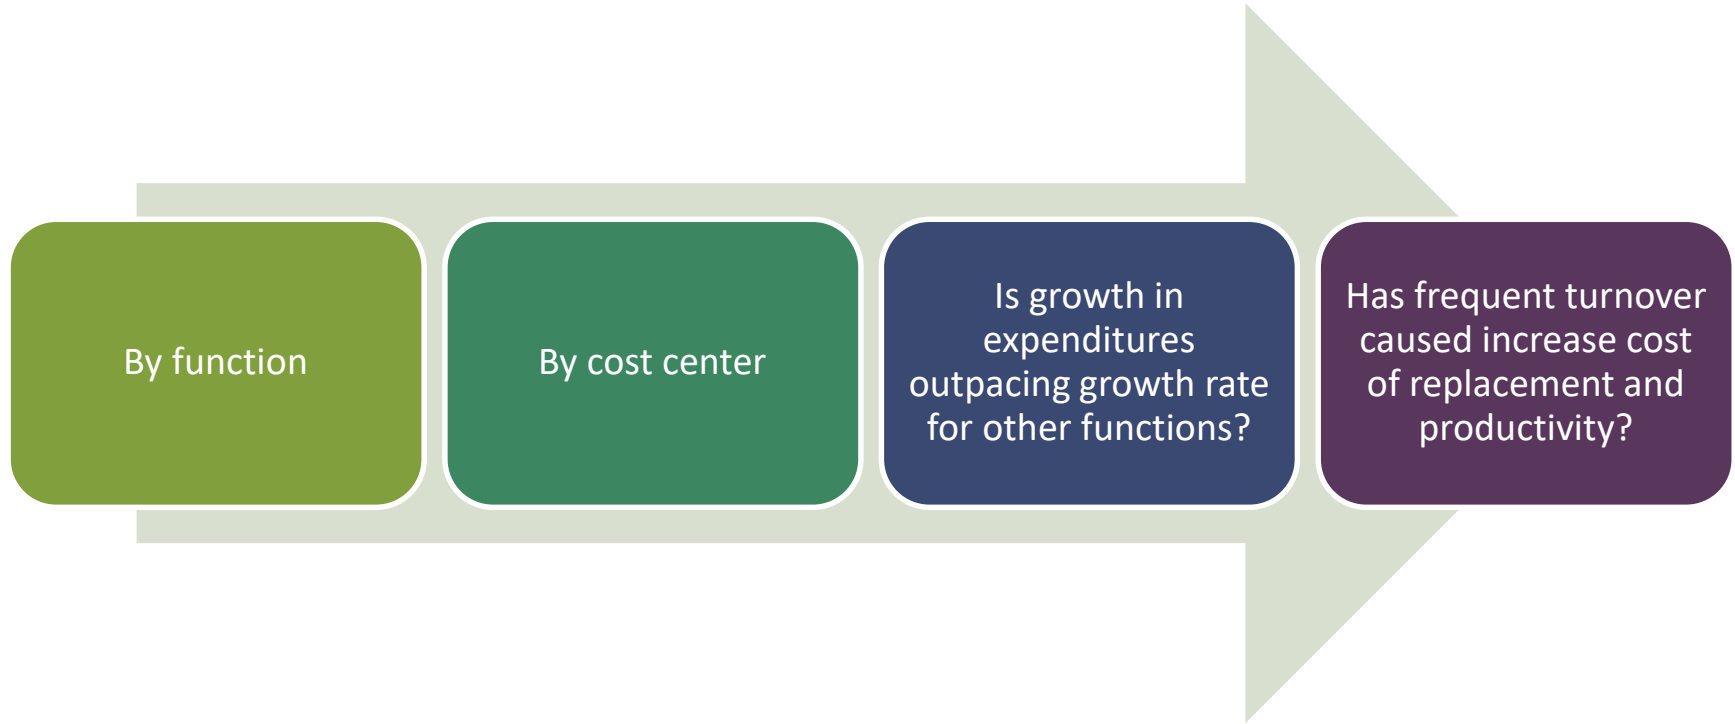 By function
By cost center
Is growth in
expenditures
outpacing growth rate
for other functions?
Has frequent turnover
caused increase cost
of replacement and
productivity?